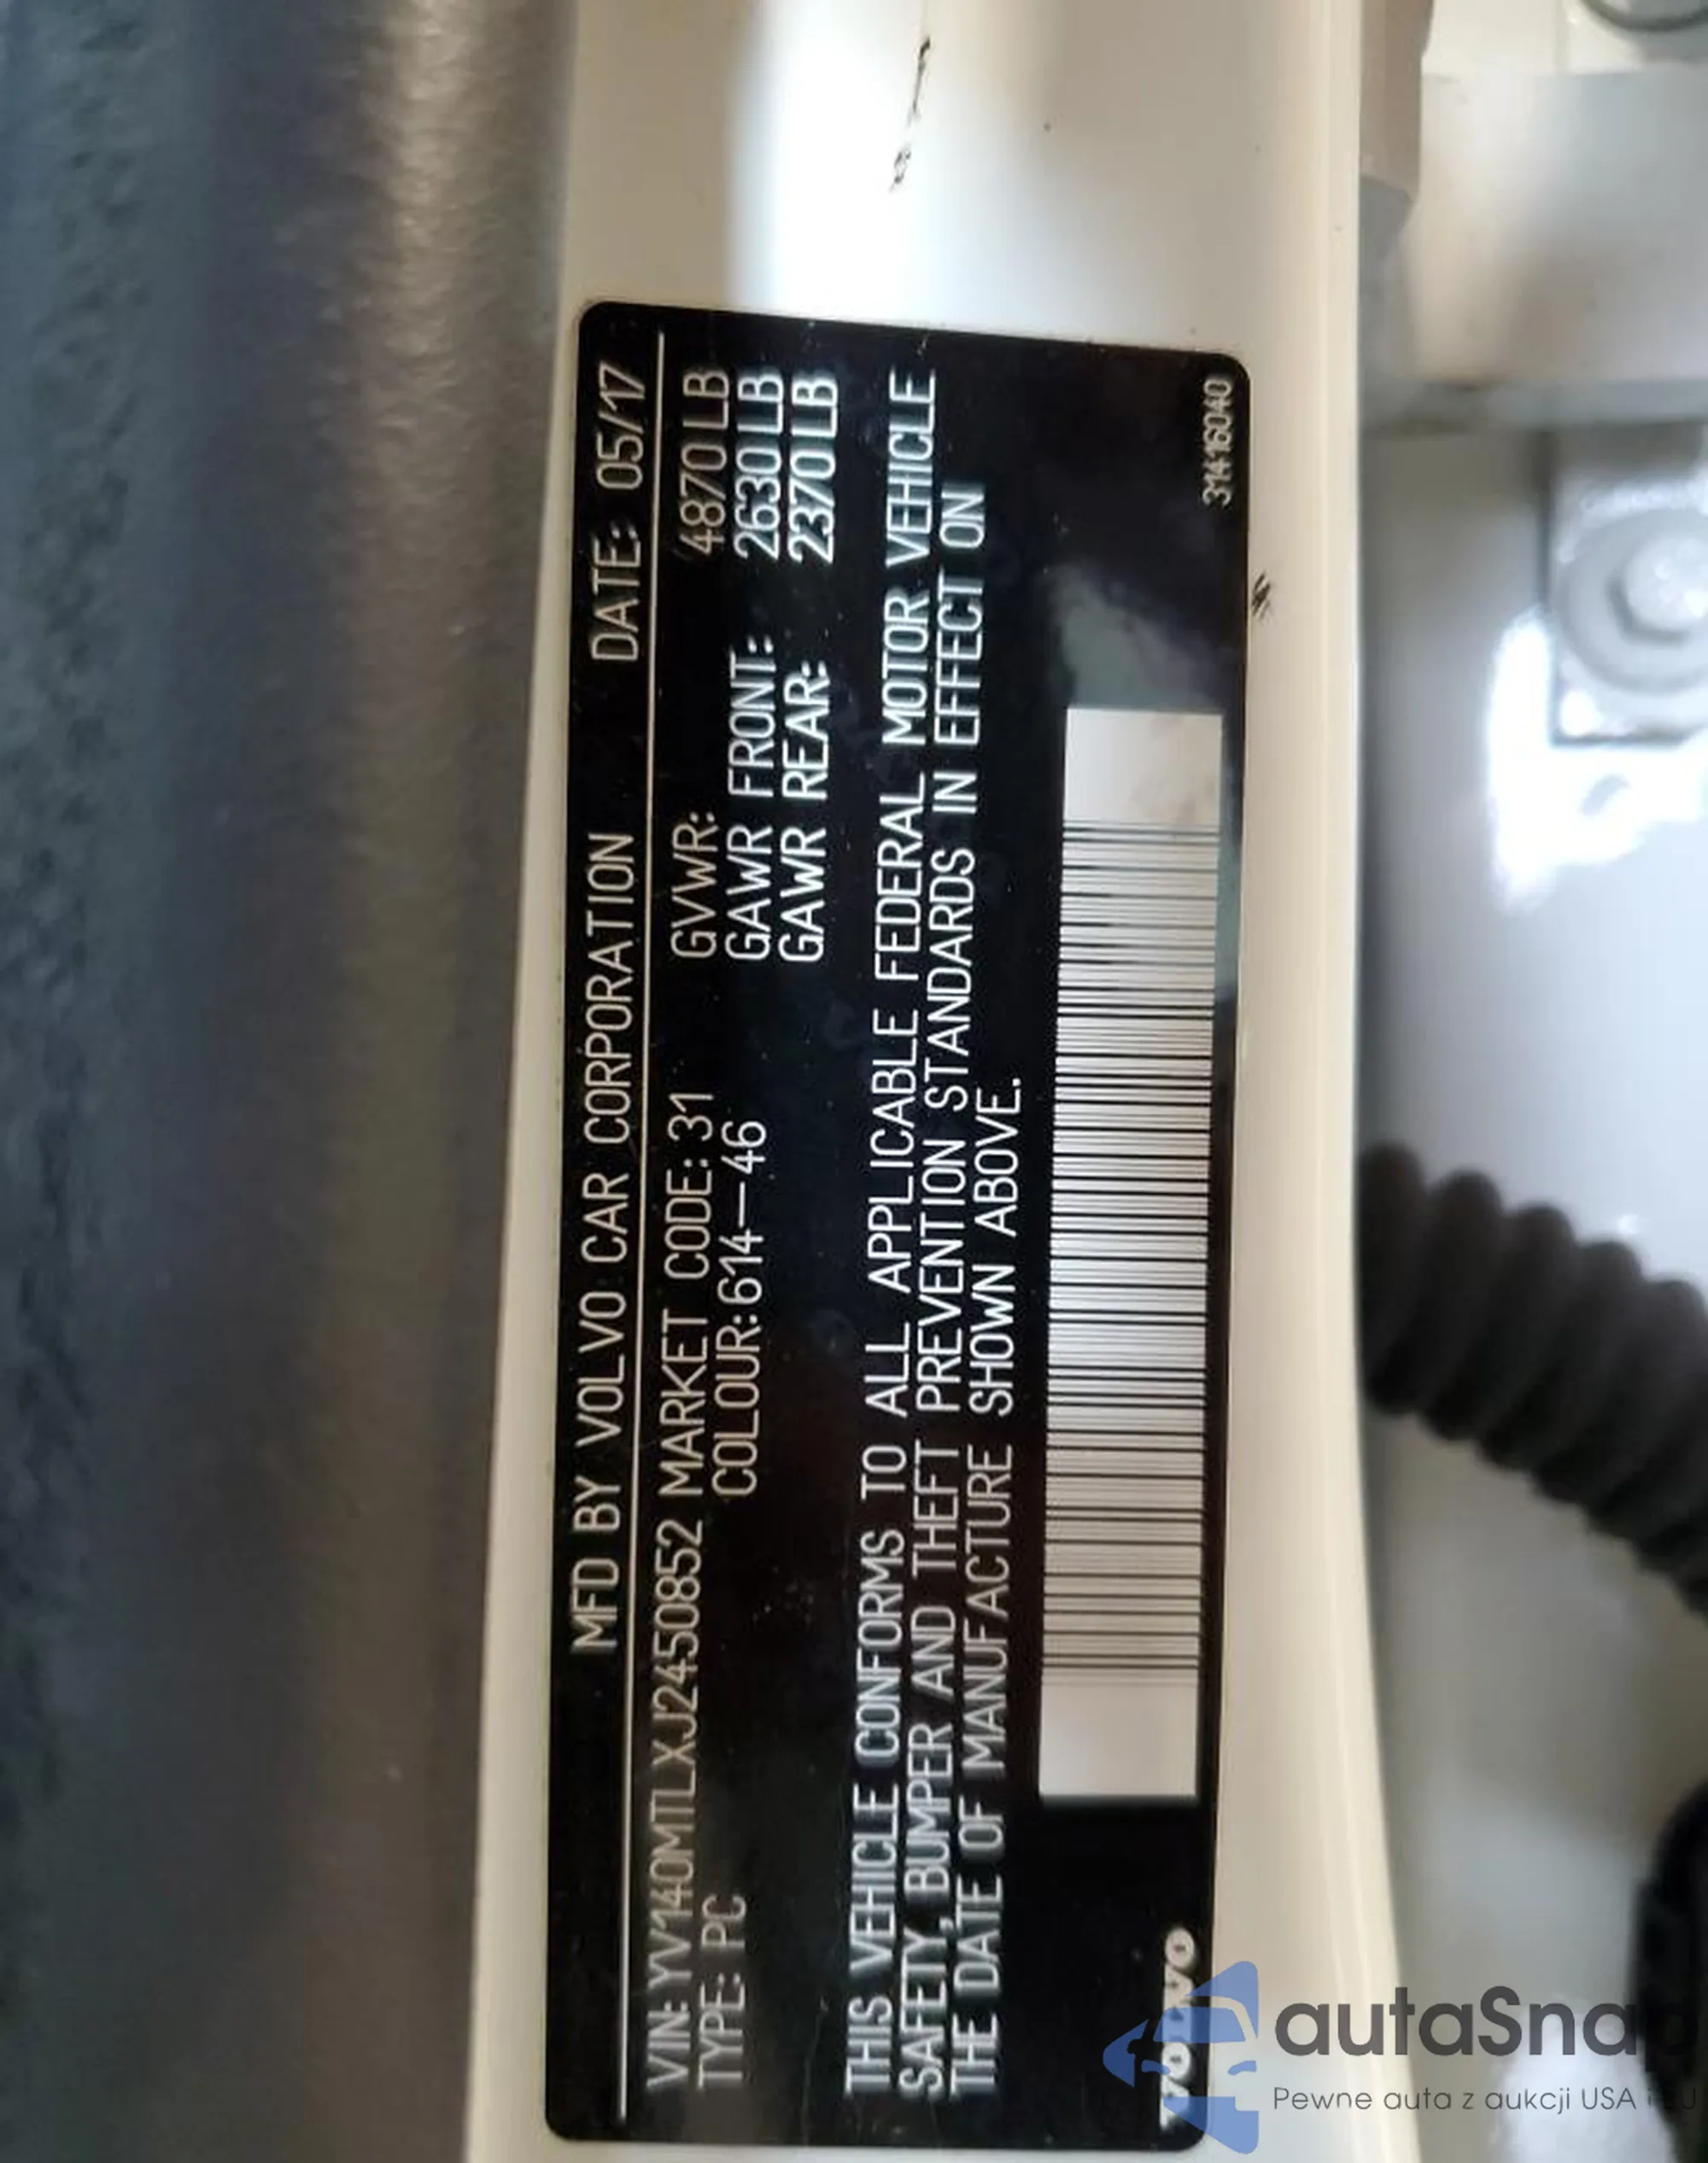 MFD BY VOLVO CAR CORPORATION DATE: 05/17
VIN: YV140MTLXJ2450852 MARKET CODE: 31 GVWR: 4870 LB
TYPE: PC COLOUR: 614-46 GAWR FRONT: 2630 LB
GAWR REAR: 2370 LB
THIS VEHICLE CONFORMS TO ALL APPLICABLE FEDERAL MOTOR VEHICLE
SAFETY, BUMPER AND THEFT PREVENTION STANDARDS IN EFFECT ON
THE DATE OF MANUFACTURE SHOWN ABOVE.
VOLVO
31416040
autaSna
Pewne auta z aukcji USA i